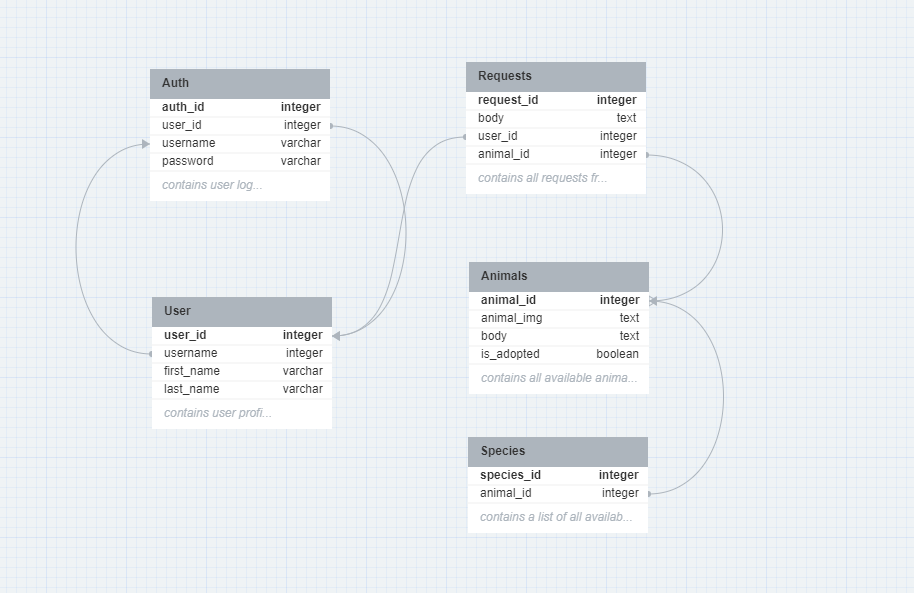 Auth
auth_id integer
user_id integer
username varchar
password varchar
contains user log...
Requests
request_id integer
body text
user_id integer
animal_id integer
contains all requests fr...
User
user_id integer
username integer
first_name varchar
last_name varchar
contains user profi...
Animals
animal_id integer
animal_img text
body text
is_adopted boolean
contains all available anima...
Species
species_id integer
animal_id integer
contains a list of all availab...